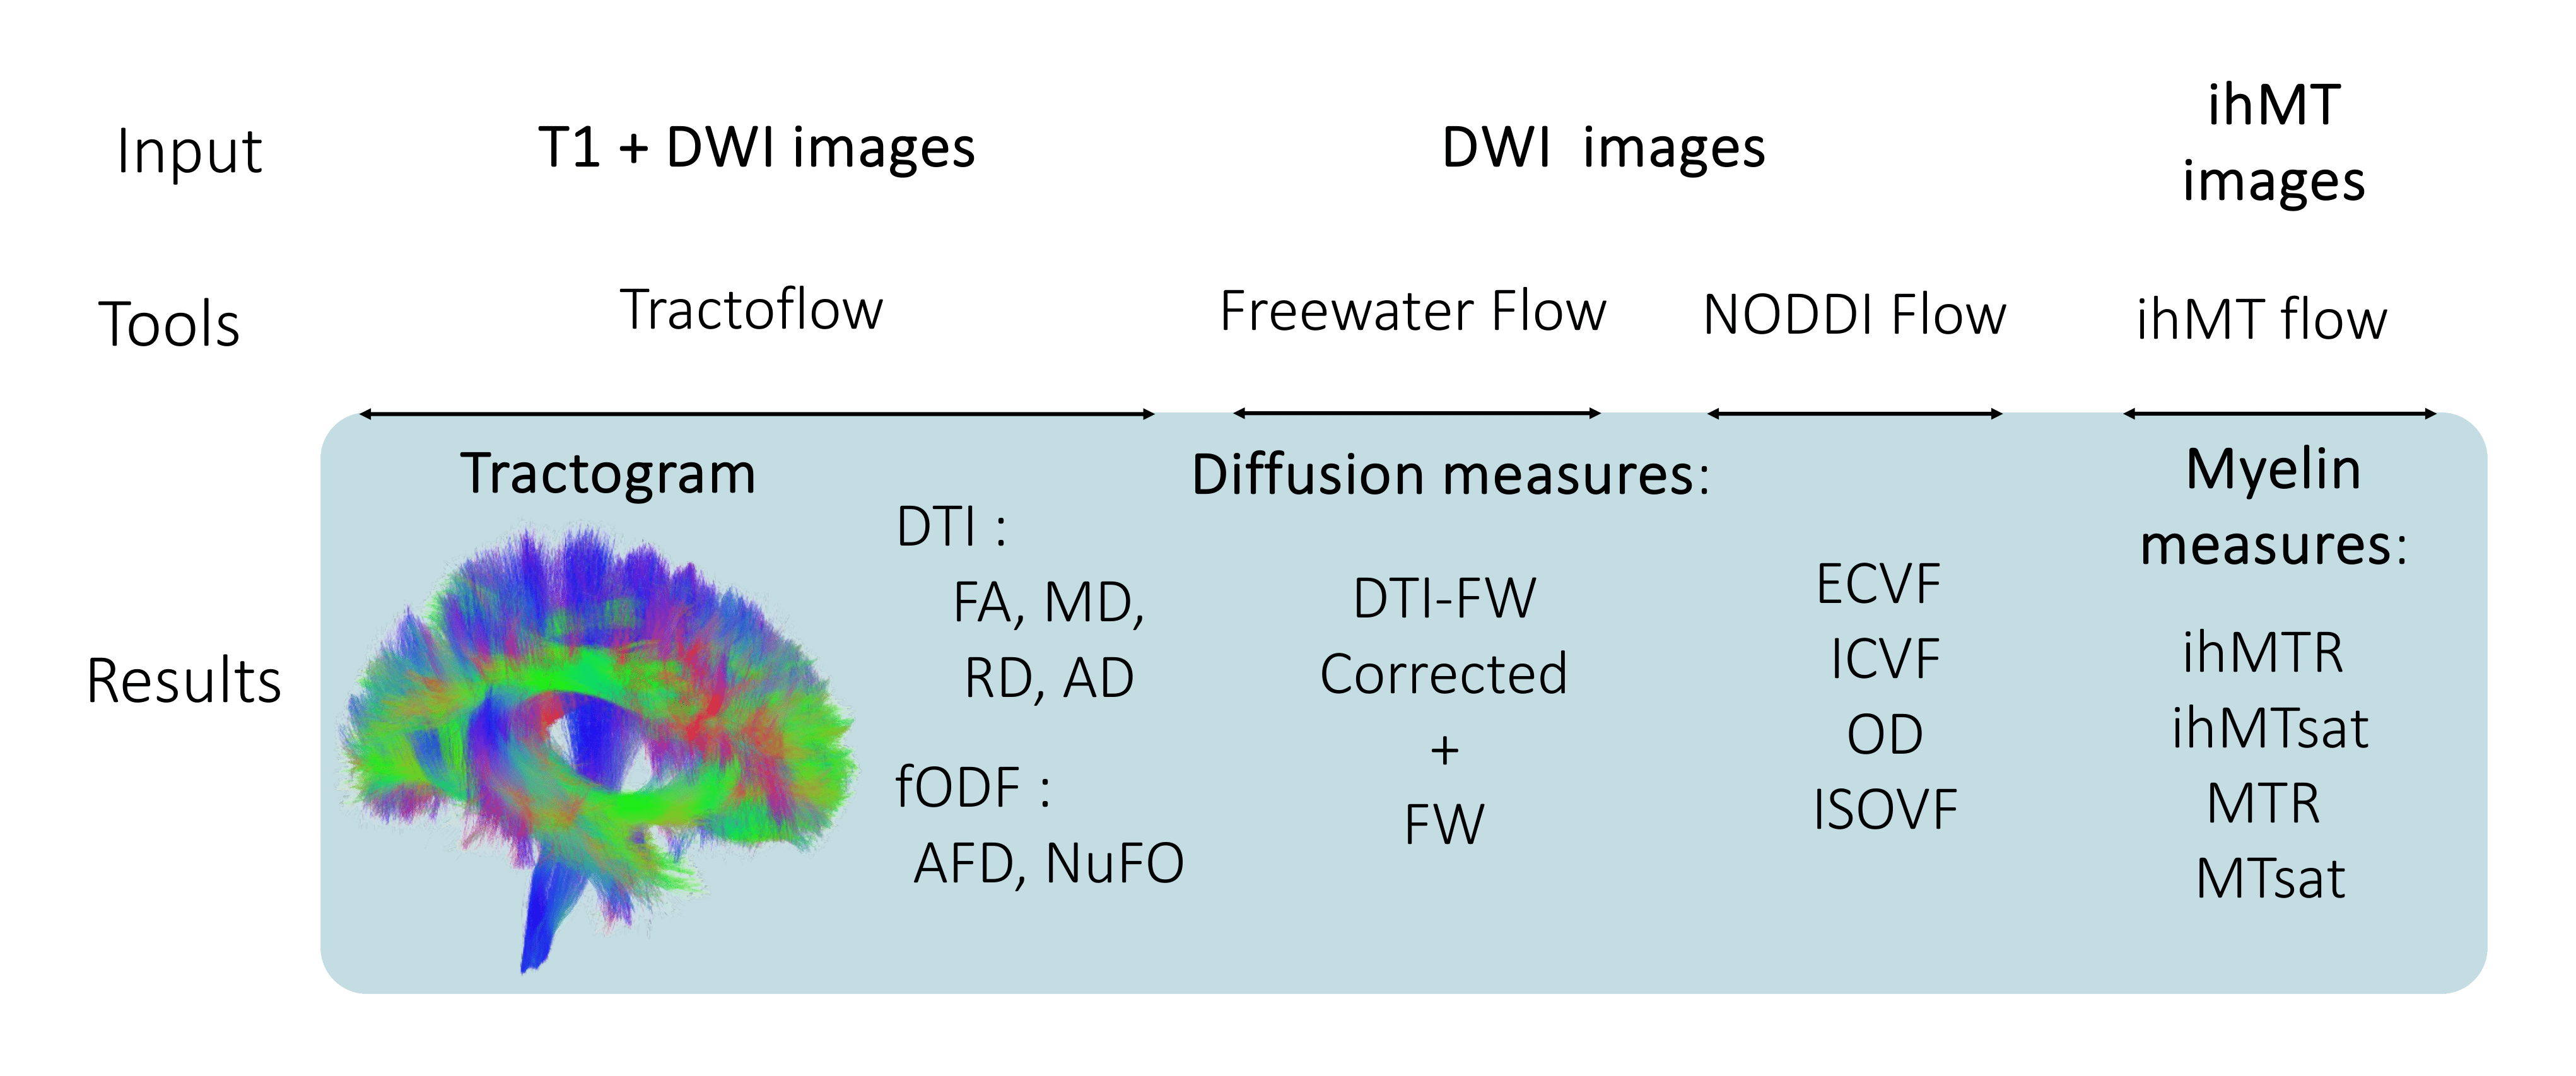 Input
T1 + DWI images
DWI  images
ihMT
images
Tools
Tractoflow
Freewater Flow
NODDI Flow
ihMT flow
Results
Tractogram
DTI :
FA, MD,
RD, AD
fODF :
AFD, NuFO
Diffusion measures:
DTI-FW
Corrected
+
FW
ECVF
ICVF
OD
ISOVF
Myelin
measures:
ihMTR
ihMTsat
MTR
MTsat